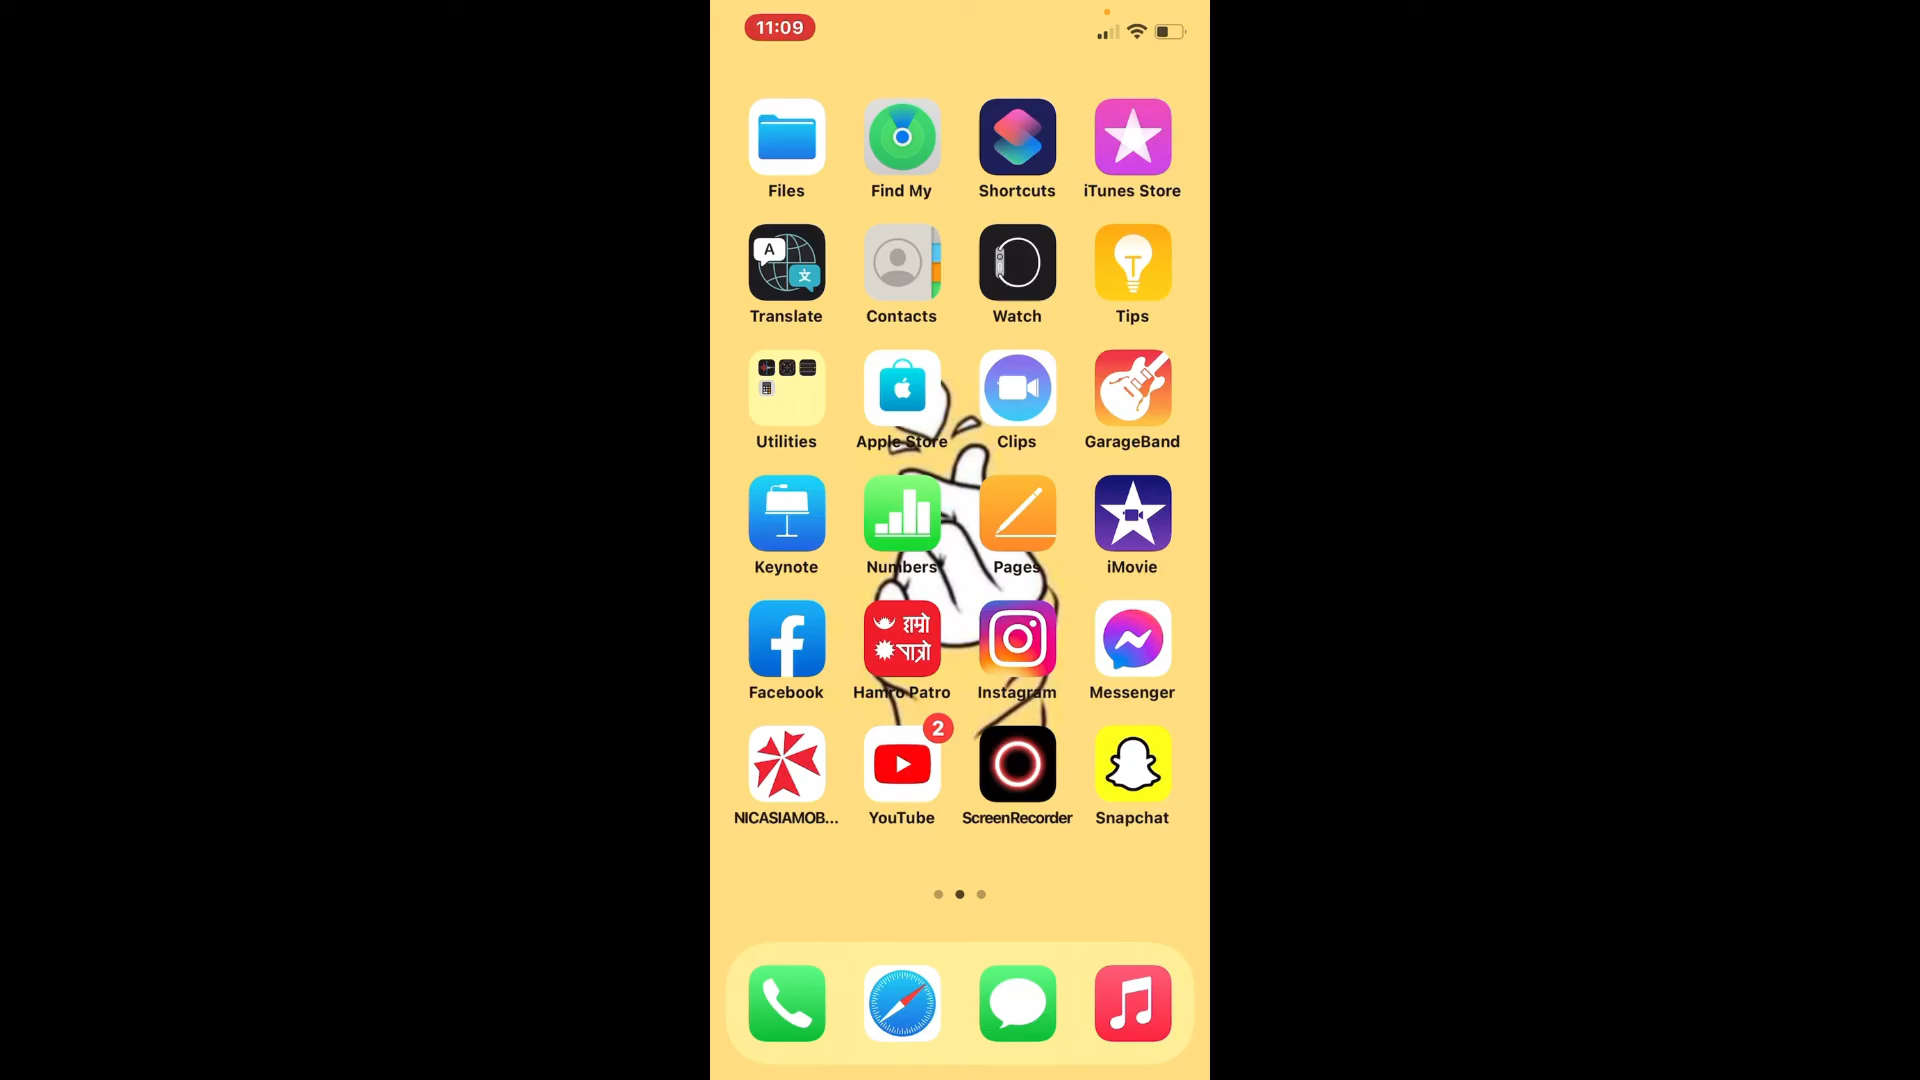 11:09
Files
Find My
Shortcuts
iTunes Store
A
文
Translate
Contacts
Watch
T
Tips
Utilities
Apple Store
Clips
GarageBand
Keynote
Numbers
Pages
iMovie
हाम्रो
पात्रो
Facebook
Hamro Patro
Instagram
Messenger
2
NICASIAMOB...
YouTube
ScreenRecorder
Snapchat